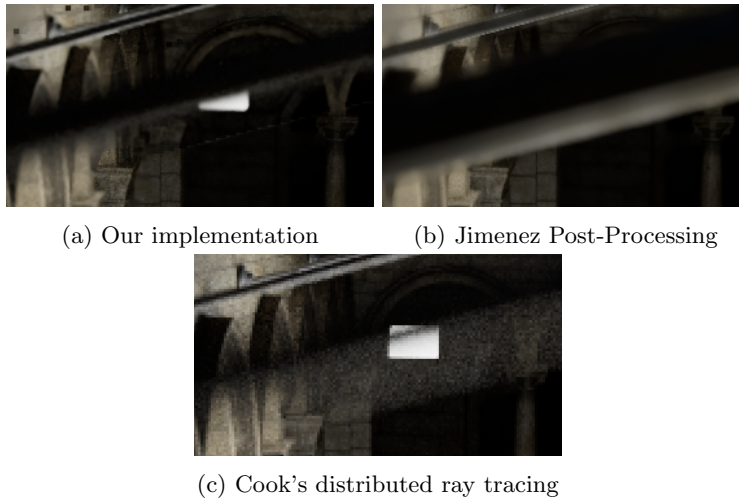 (a) Our implementation
(b) Jimenez Post-Processing
(c) Cook's distributed ray tracing